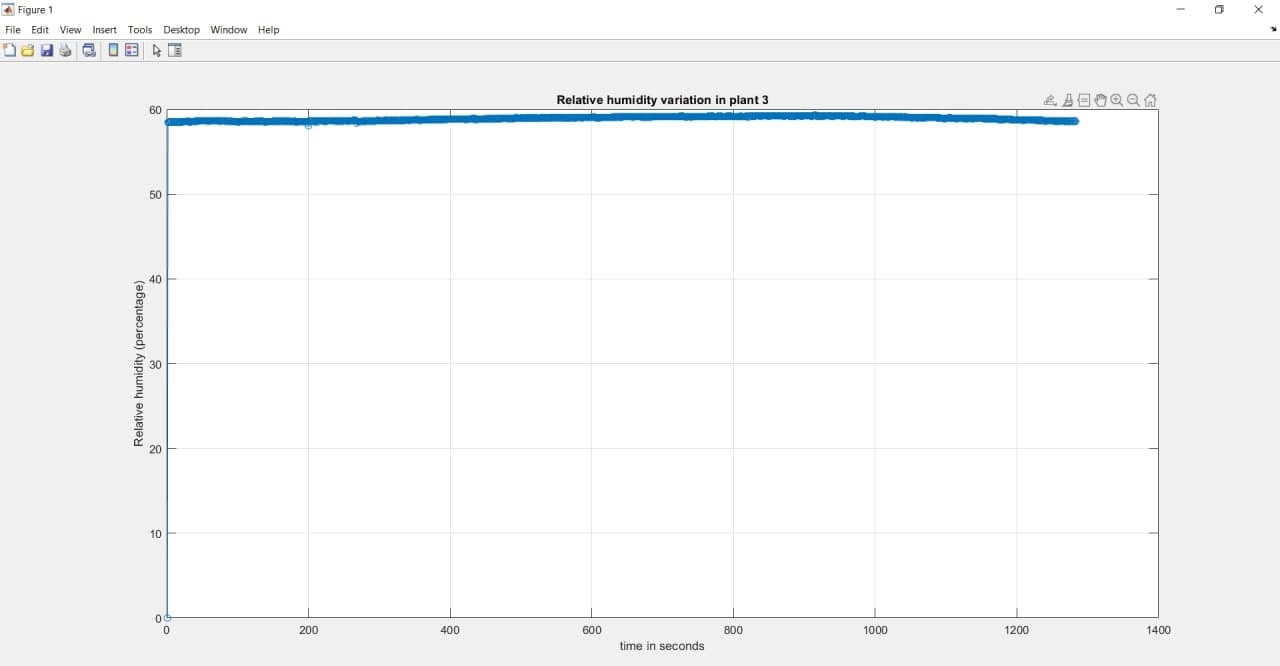 Figure 1
File Edit View Insert Tools Desktop Window Help
Relative humidity variation in plant 3
60
50
40
30
20
10
0
Relative humidity (percentage)
0 200 400 600 800 1000 1200 1400
time in seconds